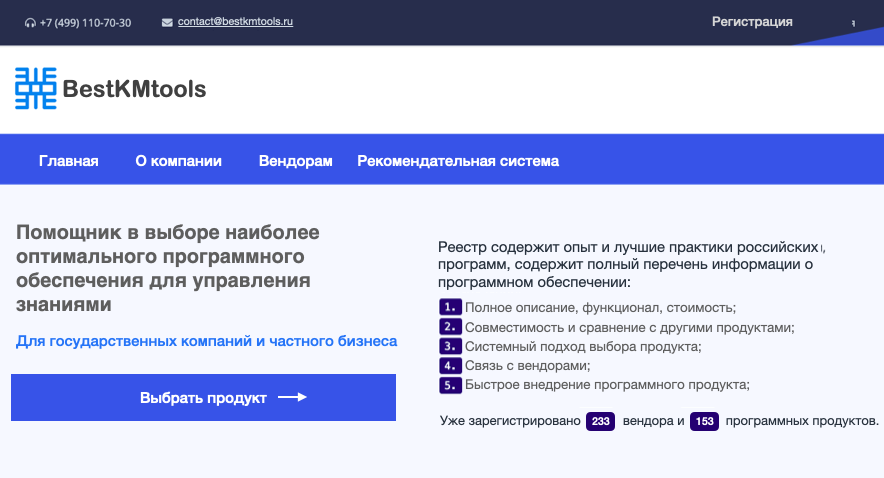 +7 (499) 110-70-30 contact@bestkmtools.ru Регистрация
BestKMtools
Главная О компании Вендорам Рекомендательная система
Помощник в выборе наиболее
оптимального программного
обеспечения для управления
знаниями
Для государственных компаний и частного бизнеса
Выбрать продукт
Реестр содержит опыт и лучшие практики российских,
программ, содержит полный перечень информации о
программном обеспечении:
1. Полное описание, функционал, стоимость;
2. Совместимость и сравнение с другими продуктами;
3. Системный подход выбора продукта;
4. Связь с вендорами;
5. Быстрое внедрение программного продукта;
Уже зарегистрировано 233 вендора и 153 программных продуктов.